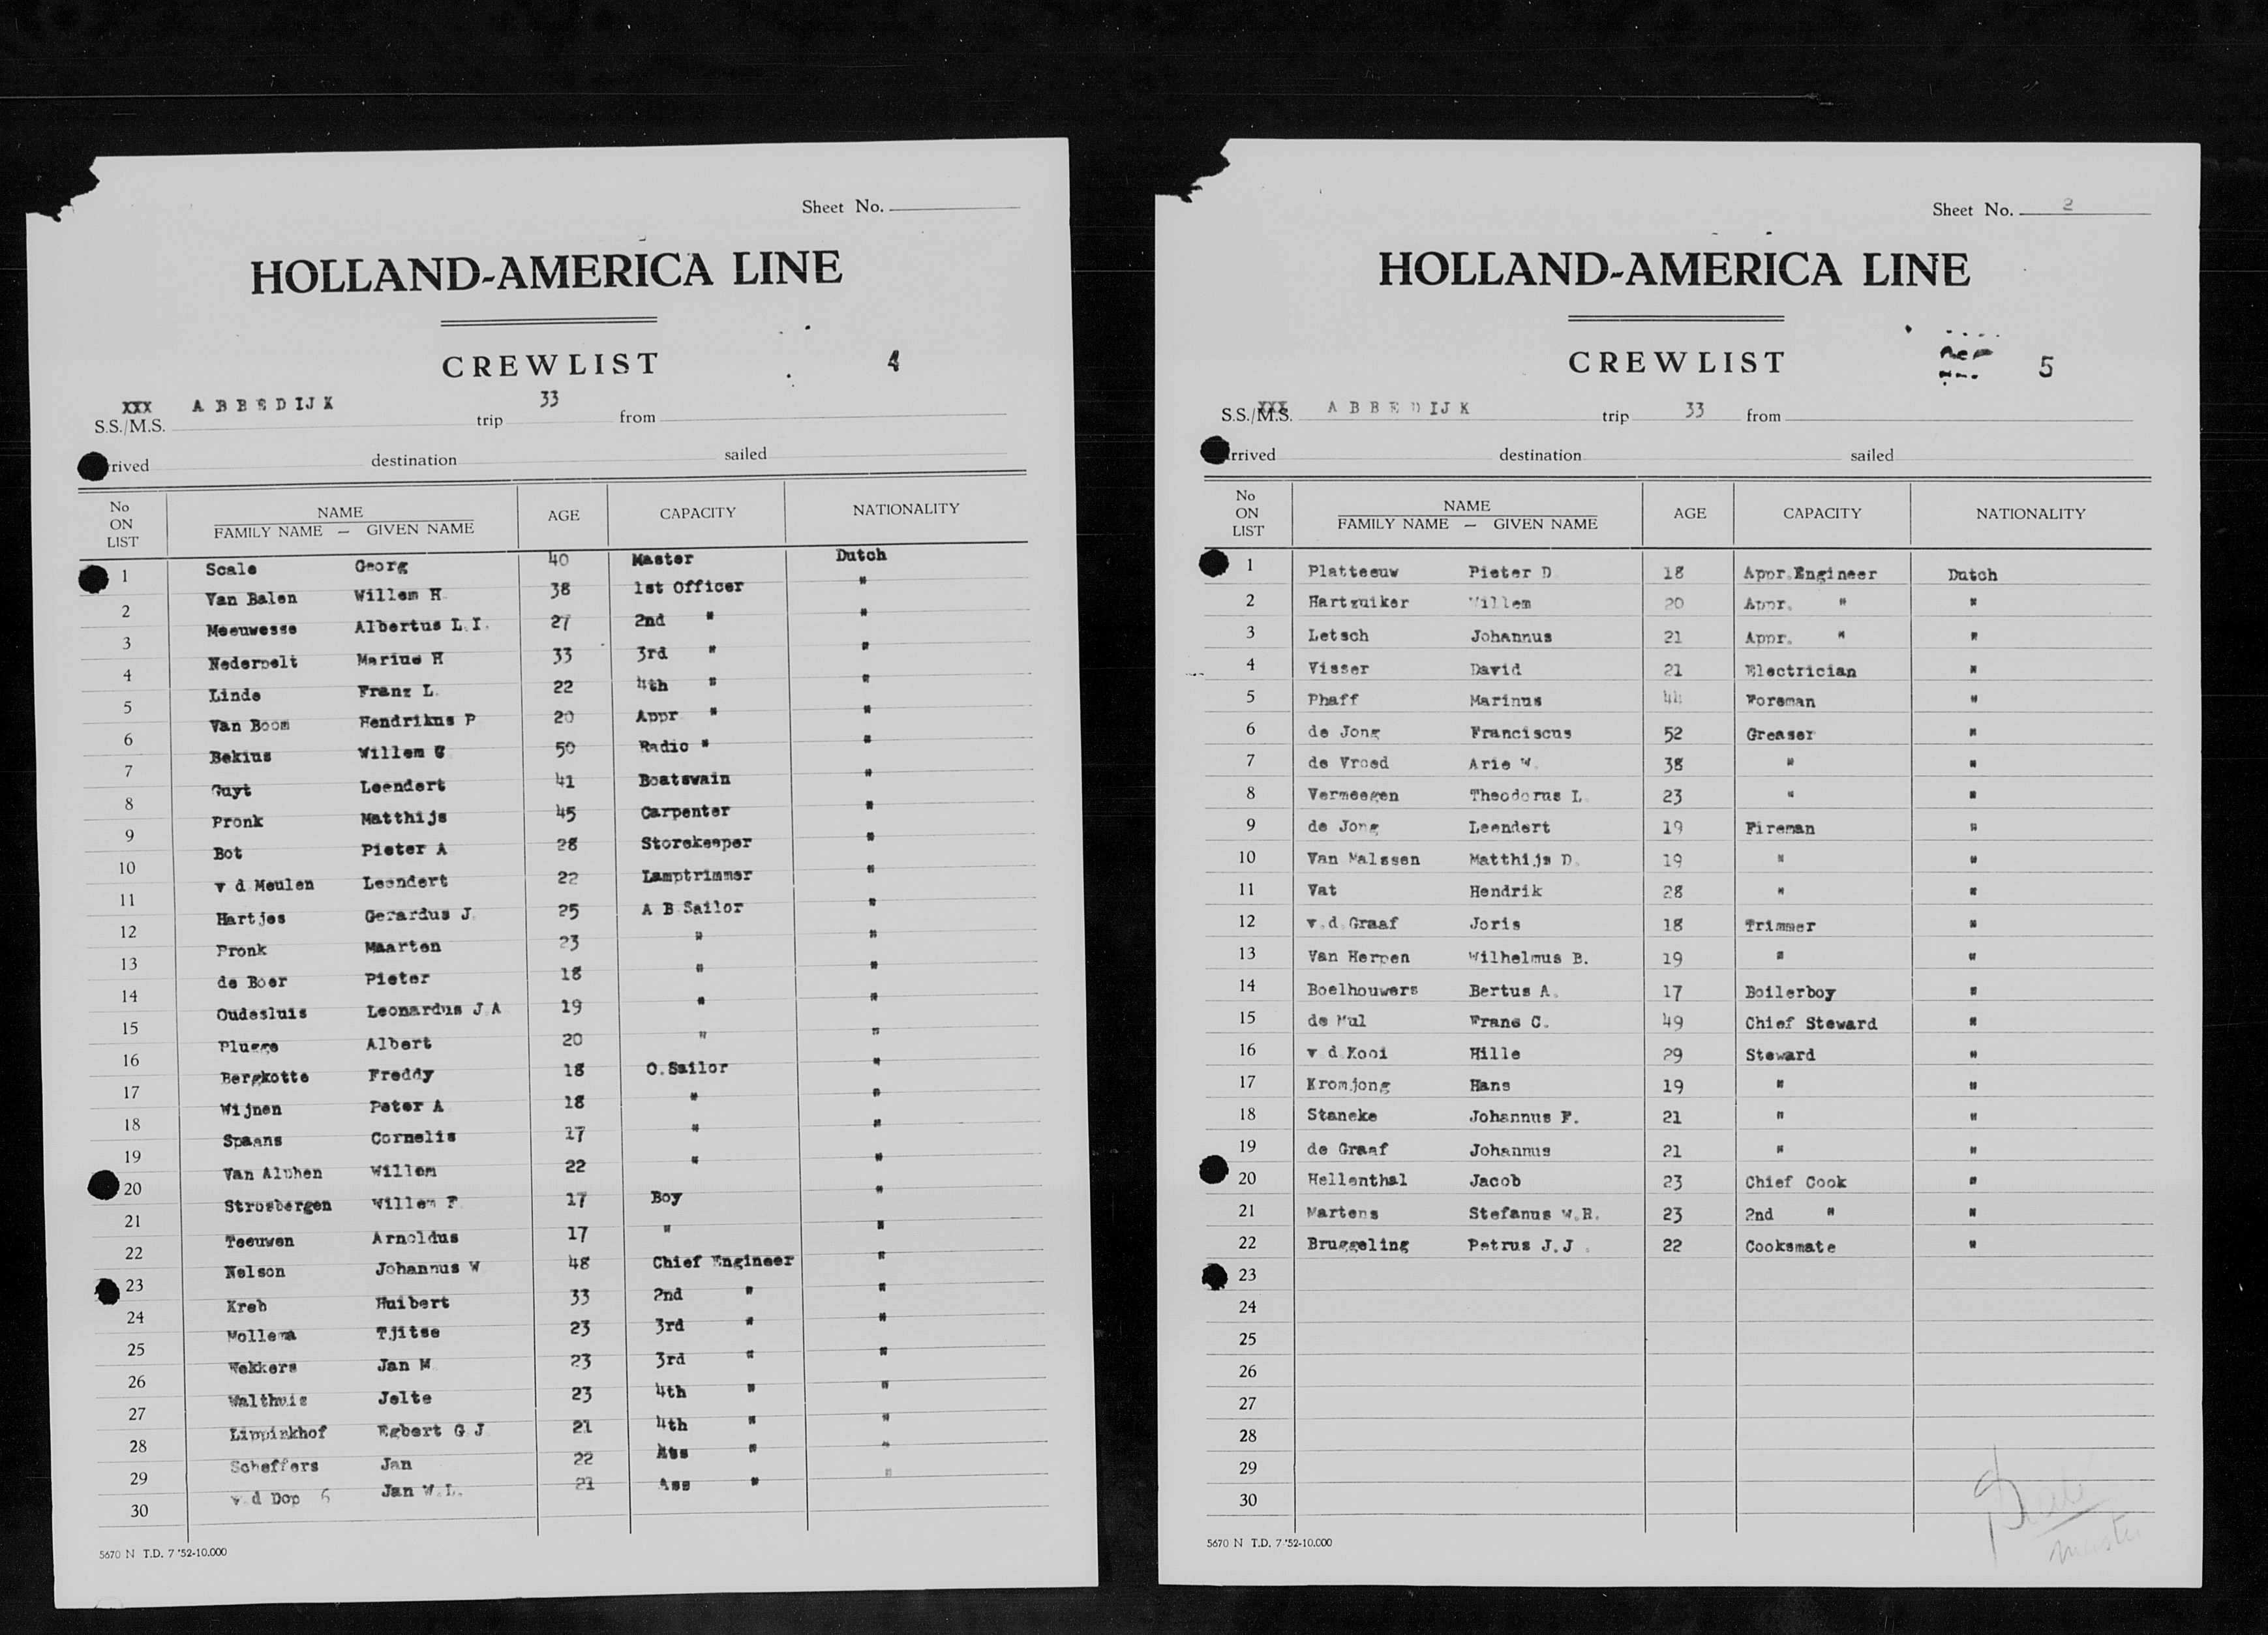 Sheet No.
HOLLAND-AMERICA LINE
CREWLIST
4
XXX ABBEDIJK 33
S.S./M.S. trip from
rived destination sailed
No ON LIST NAME FAMILY NAME — GIVEN NAME AGE CAPACITY NATIONALITY
1 Scale Georg 40 Master Dutch
2 Van Balen Willem H. 38 1st Officer "
3 Meeuwesse Albertus L.I. 27 2nd " "
4 Nederpelt Marius H 33 3rd " "
5 Linde Franz L. 22 4th " "
6 Van Boom Hendrikus P 20 Appr " "
7 Bekius Willem G. 50 Radio " "
8 Guyt Leendert 41 Boatswain "
9 Pronk Matthijs 45 Carpenter "
10 Bot Pieter A 28 Storekeeper "
11 v d Meulen Leendert 22 Lamptrimmer "
12 Hartjes Gerardus J. 25 A B Sailor "
13 Pronk Maarten 23 " "
14 de Boer Pieter 18 " "
15 Oudesluis Leonardus J A 19 " "
16 Plugge Albert 20 " "
17 Bergkotte Freddy 18 O.Sailor "
18 Wijnen Peter A 18 " "
19 Spaans Cornelis 17 " "
20 Van Alphen Willem 22 " "
21 Strosbergen Willem F. 17 Boy "
22 Teeuwen Arnoldus 17 " "
23 Nelson Johannus W 48 Chief Engineer "
24 Kreb Huibert 33 2nd " "
25 Mollema Tjitse 23 3rd " "
26 Wekkers Jan M. 23 3rd " "
27 Walthuis Jelte 23 4th " "
28 Lippinkhof Egbert G J 21 4th " "
29 Scheffers Jan 22 Ass " "
30 v.d Dop Jan W.L. 21 Ass " "
5670 N T.D. 7 '52-10.000
Sheet No. 2
HOLLAND-AMERICA LINE
CREWLIST
5
S.S./M.S. XXX ABBEDIJK trip 33 from
rrived destination sailed
No ON LIST NAME FAMILY NAME — GIVEN NAME AGE CAPACITY NATIONALITY
1 Platteeuw Pieter D 18 Appr.Engineer Dutch
2 Hartzuiker Willem 20 Appr. " "
3 Letsch Johannus 21 Appr. " "
4 Visser David 21 Electrician "
5 Phaff Marinus 44 Foreman "
6 de Jong Franciscus 52 Greaser "
7 de Vroed Arie W. 38 " "
8 Vermeegen Theodorus L 23 " "
9 de Jong Leendert 19 Fireman "
10 Van Malssen Matthijs D. 19 " "
11 Vat Hendrik 28 " "
12 v.d.Graaf Joris 18 Trimmer "
13 Van Herpen Wilhelmus B. 19 " "
14 Boelhouwers Bertus A. 17 Boilerboy "
15 de Mul Frans C. 49 Chief Steward "
16 v d.Kooi Hille 29 Steward "
17 Kromjong Hans 19 " "
18 Staneke Johannus F. 21 " "
19 de Graaf Johannus 21 " "
20 Hellenthal Jacob 23 Chief Cook "
21 Martens Stefanus W.R. 23 2nd " "
22 Bruggeling Petrus J.J . 22 Cooksmate "
23
24
25
26
27
28
29
30
master
5670 N T.D. 7 '52-10.000